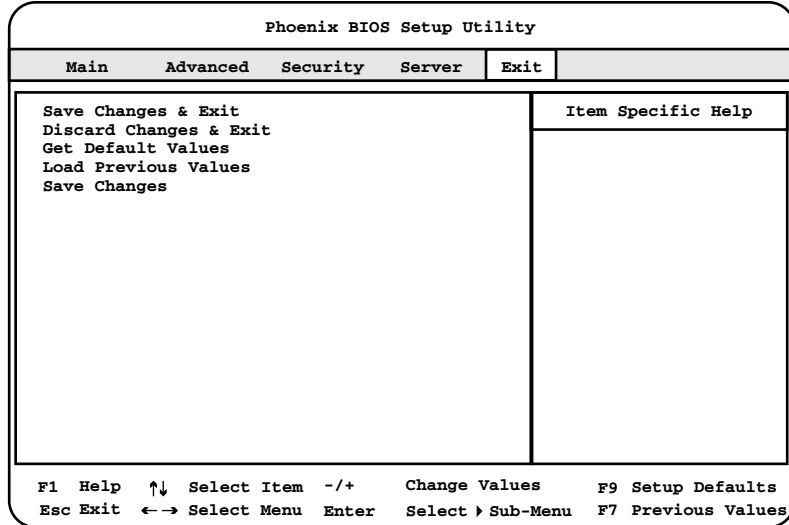 Phoenix BIOS Setup Utility
Main Advanced Security Server Exit
Save Changes & Exit
Discard Changes & Exit
Get Default Values
Load Previous Values
Save Changes
Item Specific Help
F1 Help ↑↓ Select Item -/+ Change Values F9 Setup Defaults
Esc Exit ←→ Select Menu Enter Select ▶ Sub-Menu F7 Previous Values